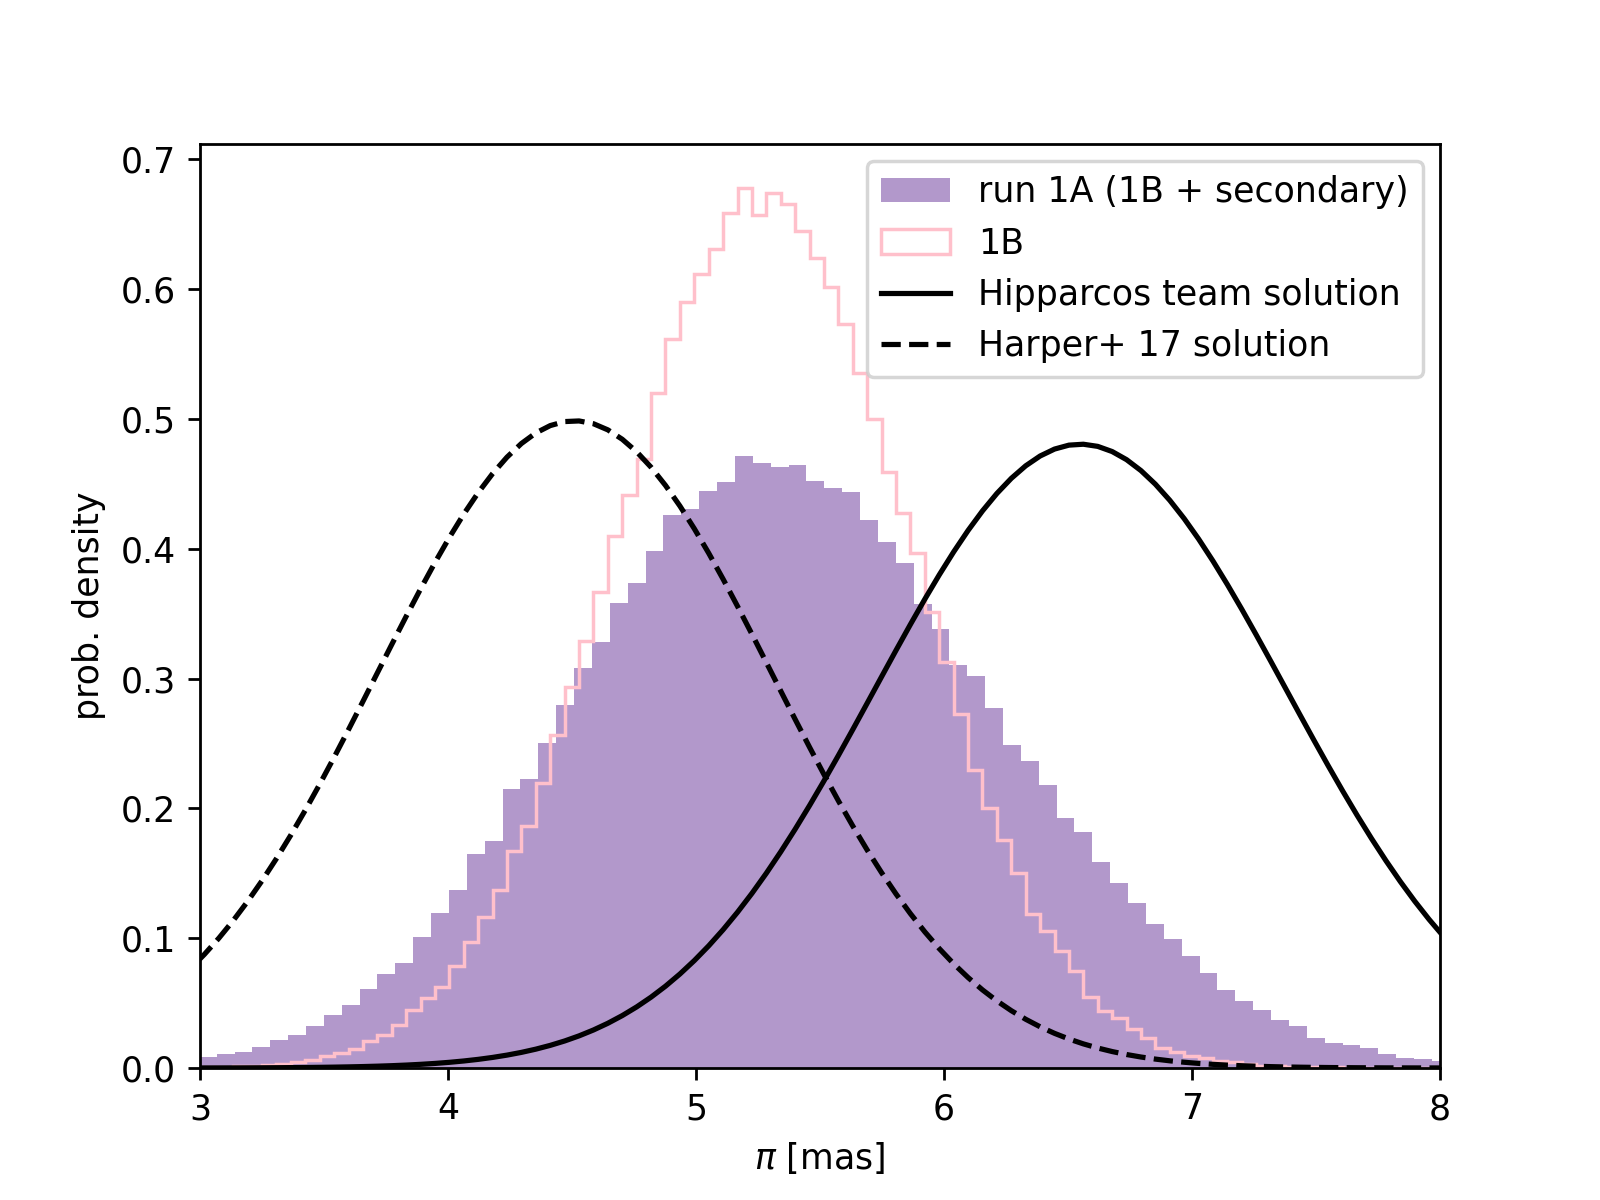 0.7
0.6
0.5
0.4
0.3
0.2
0.1
0.0
prob. density
run 1A (1B + secondary)
1B
Hipparcos team solution
Harper+ 17 solution
3 4 5 6 7 8
π [mas]